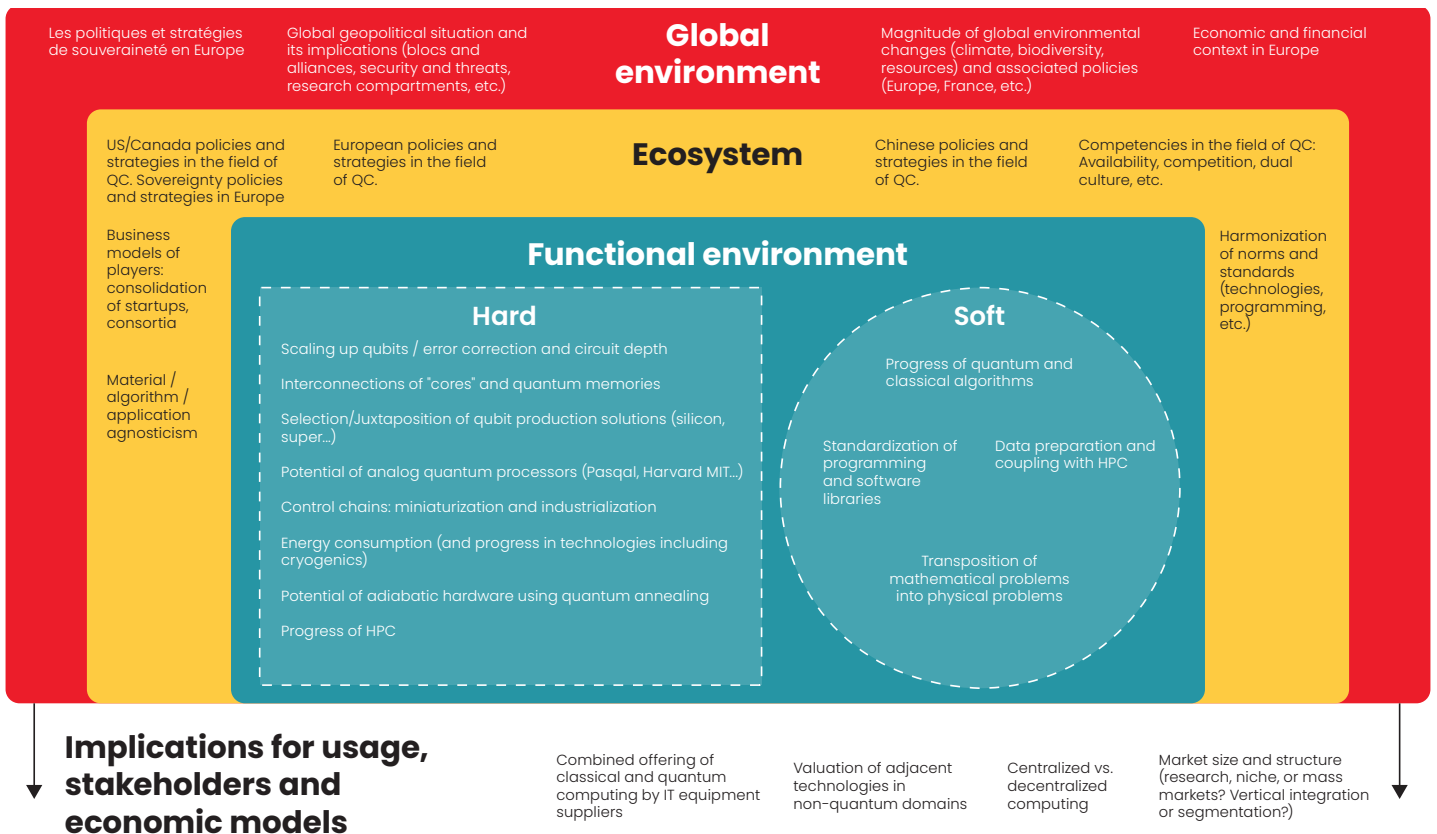 Les politiques et stratégies
de souveraineté en Europe
Global geopolitical situation and
its implications (blocs and
alliances, security and threats,
research compartments, etc.)
Global
environment
Magnitude of global environmental
changes (climate, biodiversity,
resources) and associated policies
(Europe, France, etc.)
Economic and financial
context in Europe
US/Canada policies and
strategies in the field of
QC. Sovereignty policies
and strategies in Europe
European policies and
strategies in the field
of QC.
Ecosystem
Chinese policies and
strategies in the field
of QC.
Competencies in the field of QC:
Availability, competition, dual
culture, etc.
Business
models of
players:
consolidation
of startups,
consortia
Material /
algorithm /
application
agnosticism
Functional environment
Hard
Scaling up qubits / error correction and circuit depth
Interconnections of "cores" and quantum memories
Selection/Juxtaposition of qubit production solutions (silicon,
super...)
Potential of analog quantum processors (Pasqal, Harvard MIT...)
Control chains: miniaturization and industrialization
Energy consumption (and progress in technologies including
cryogenics)
Potential of adiabatic hardware using quantum annealing
Progress of HPC
Soft
Progress of quantum and
classical algorithms
Standardization of
programming
and software
libraries
Data preparation and
coupling with HPC
Transposition of
mathematical problems
into physical problems
Harmonization
of norms and
standards
(technologies,
programming,
etc.)
Implications for usage,
stakeholders and
economic models
Combined offering of
classical and quantum
computing by IT equipment
suppliers
Valuation of adjacent
technologies in
non-quantum domains
Centralized vs.
decentralized
computing
Market size and structure
(research, niche, or mass
markets? Vertical integration
or segmentation?)